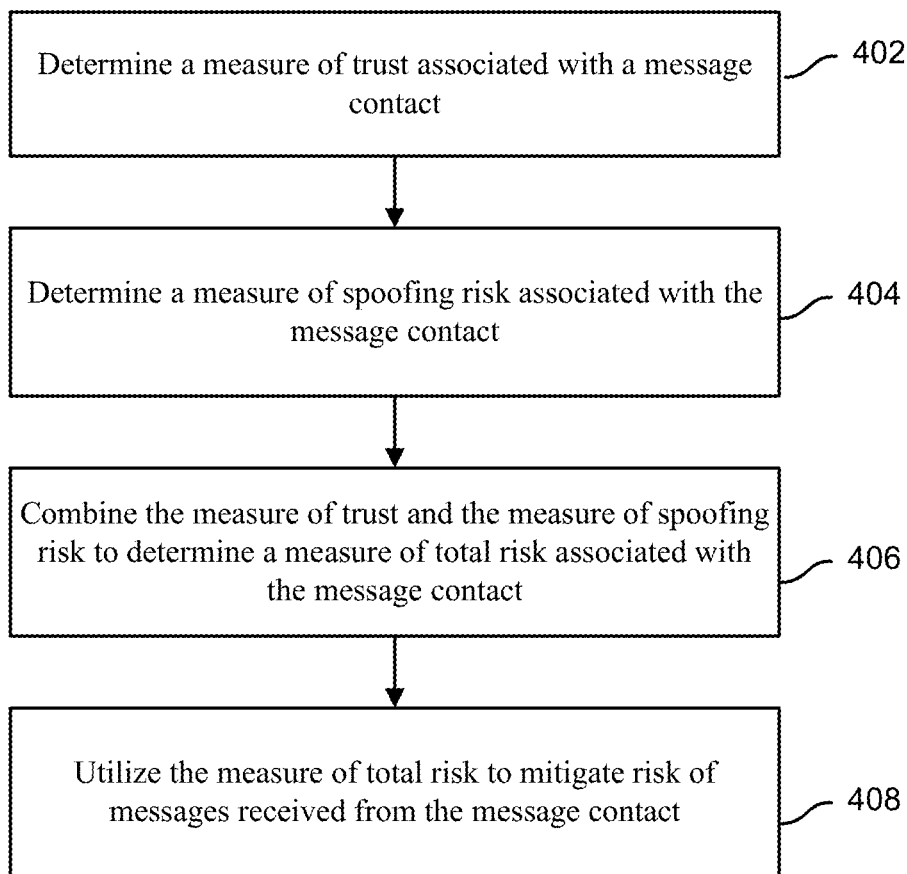 Determine a measure of trust associated with a message
contact
402
Determine a measure of spoofing risk associated with the
message contact
404
Combine the measure of trust and the measure of spoofing
risk to determine a measure of total risk associated with
the message contact
406
Utilize the measure of total risk to mitigate risk of
messages received from the message contact
408